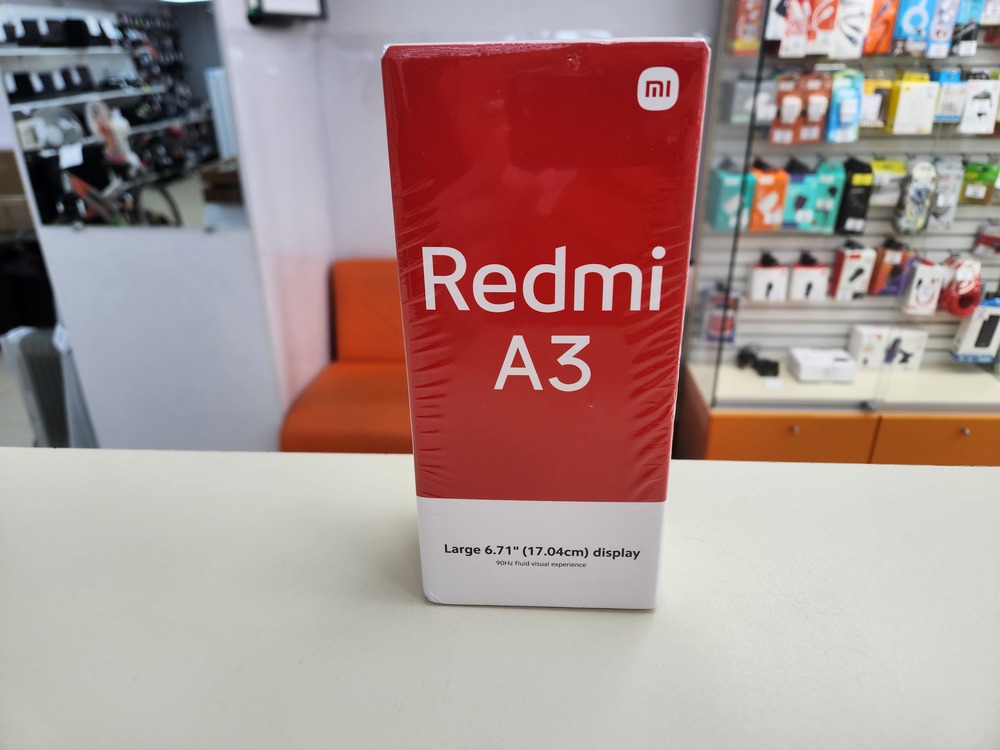 mi
Redmi
A3
Large 6.71" (17.04cm) display
90Hz fluid visual experience